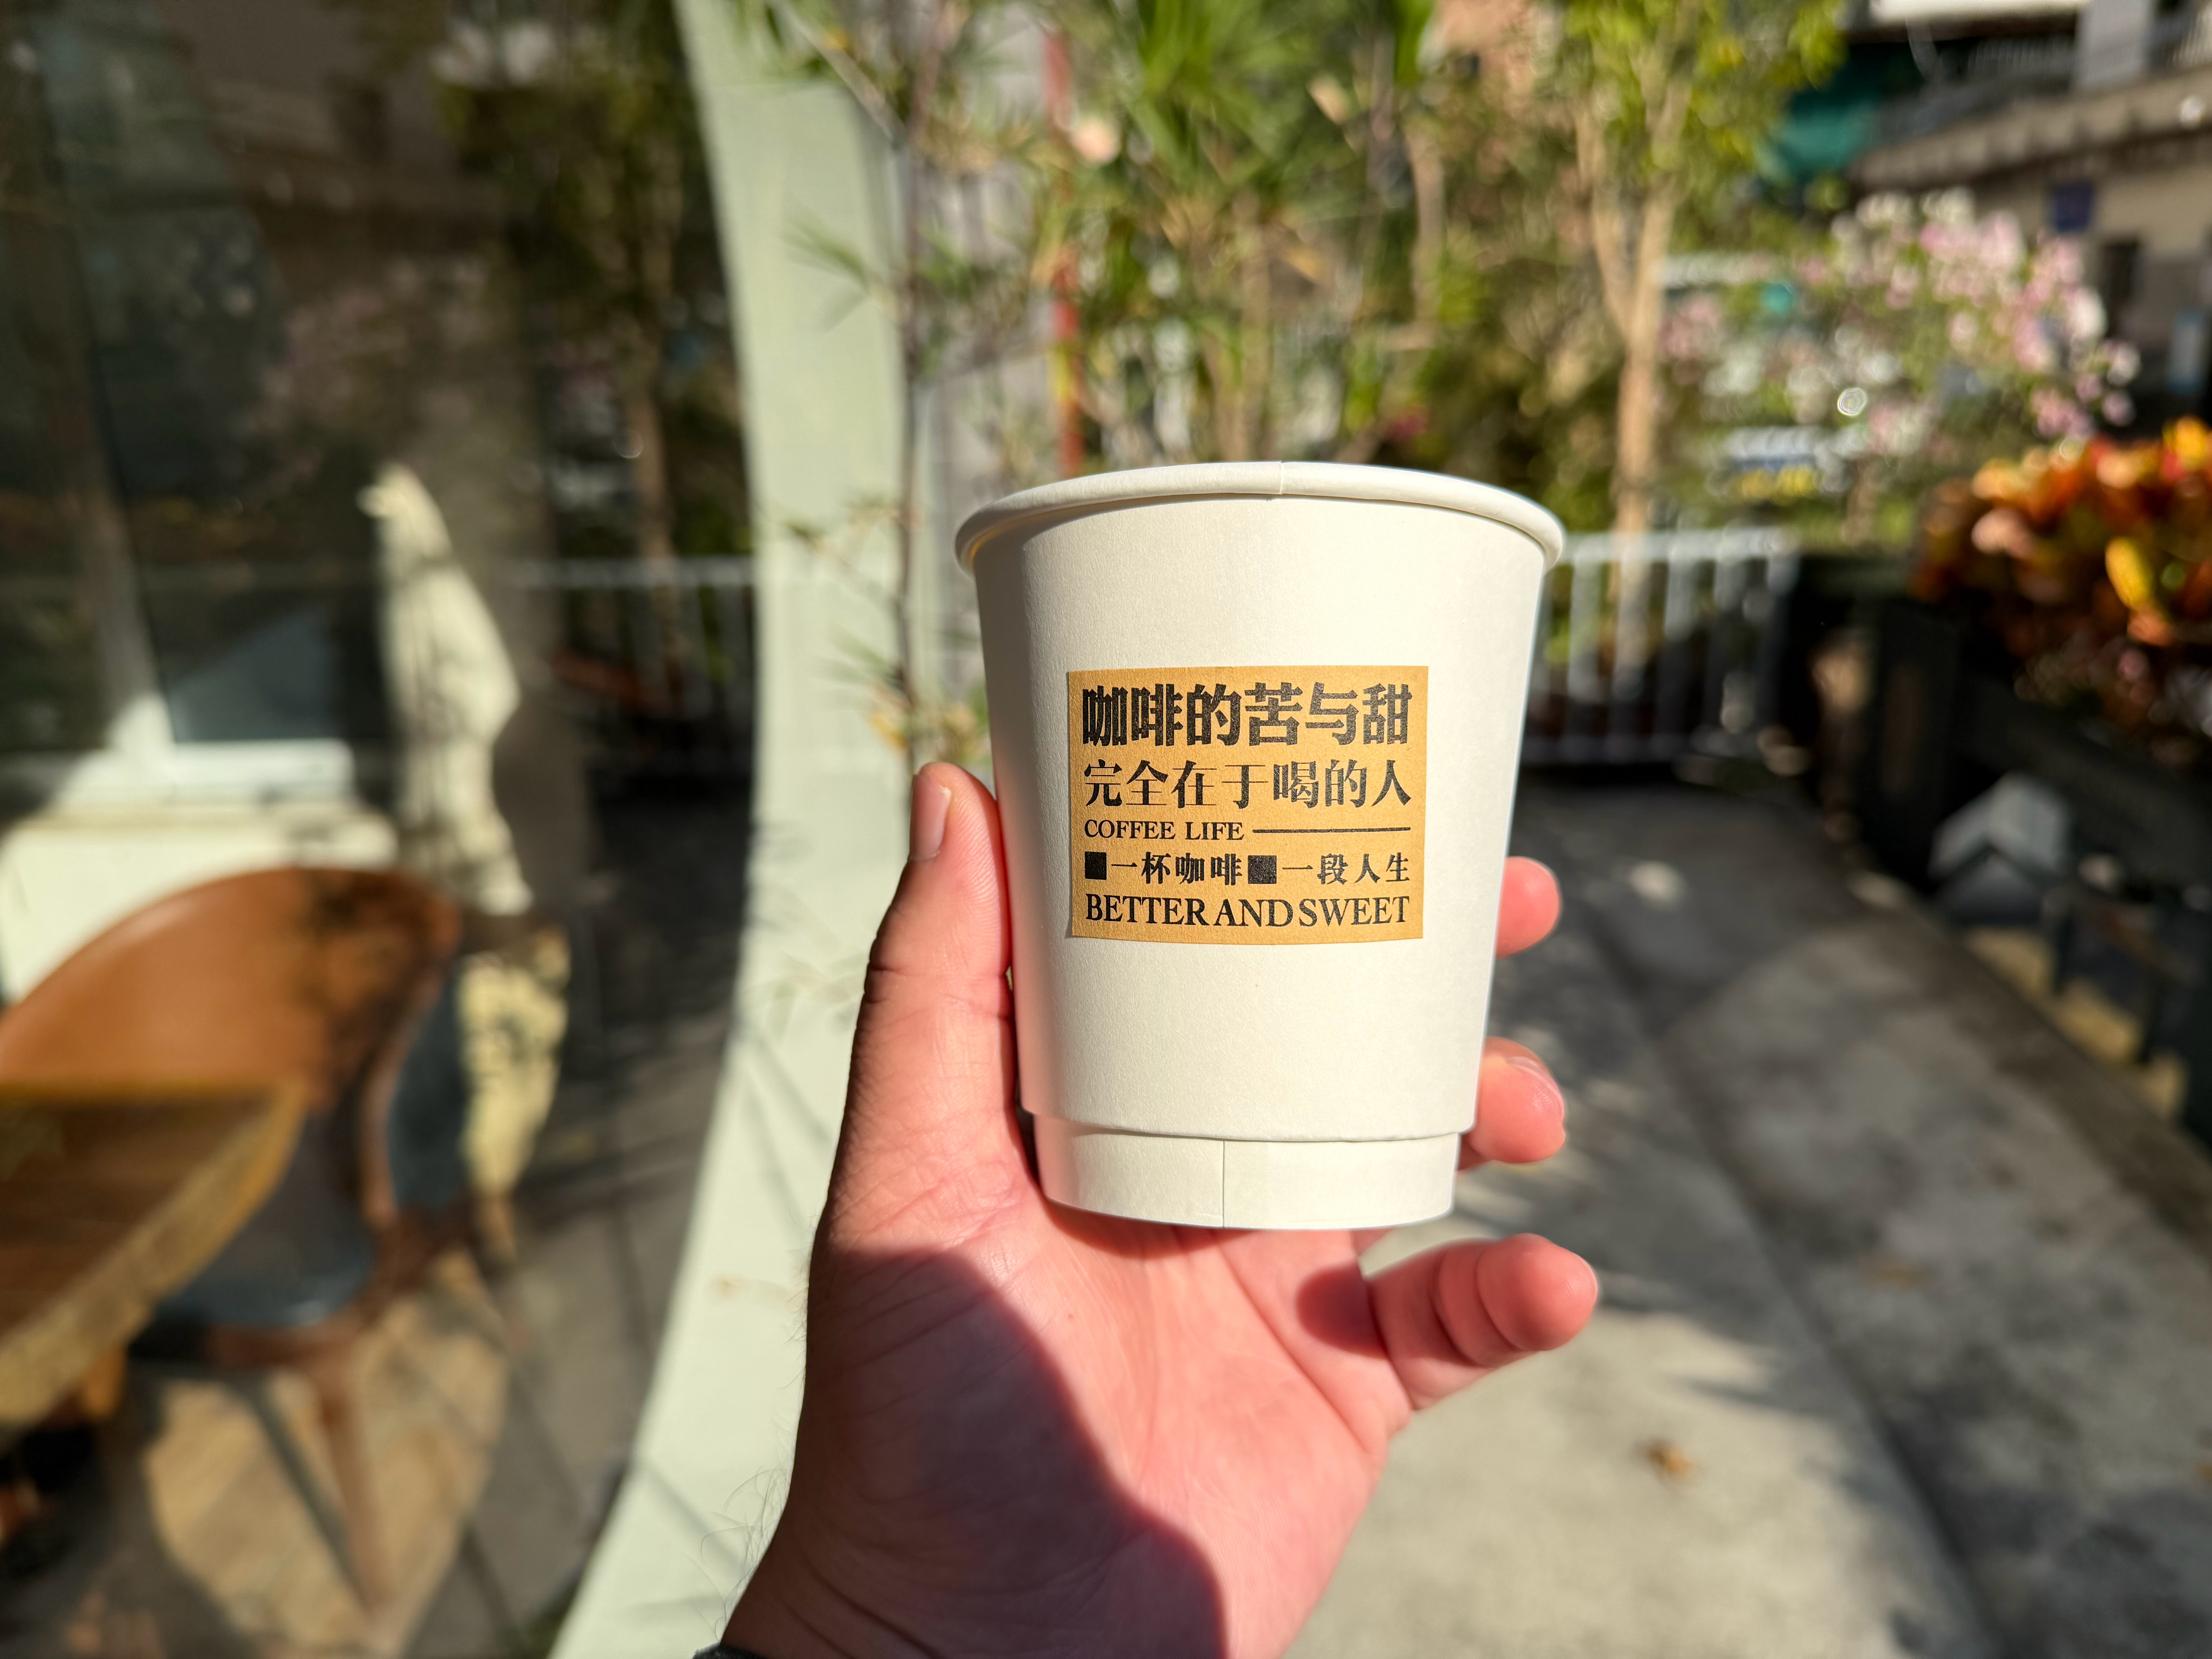 咖啡的苦与甜
完全在于喝的人
COFFEE LIFE
■一杯咖啡■一段人生
BETTER AND SWEET